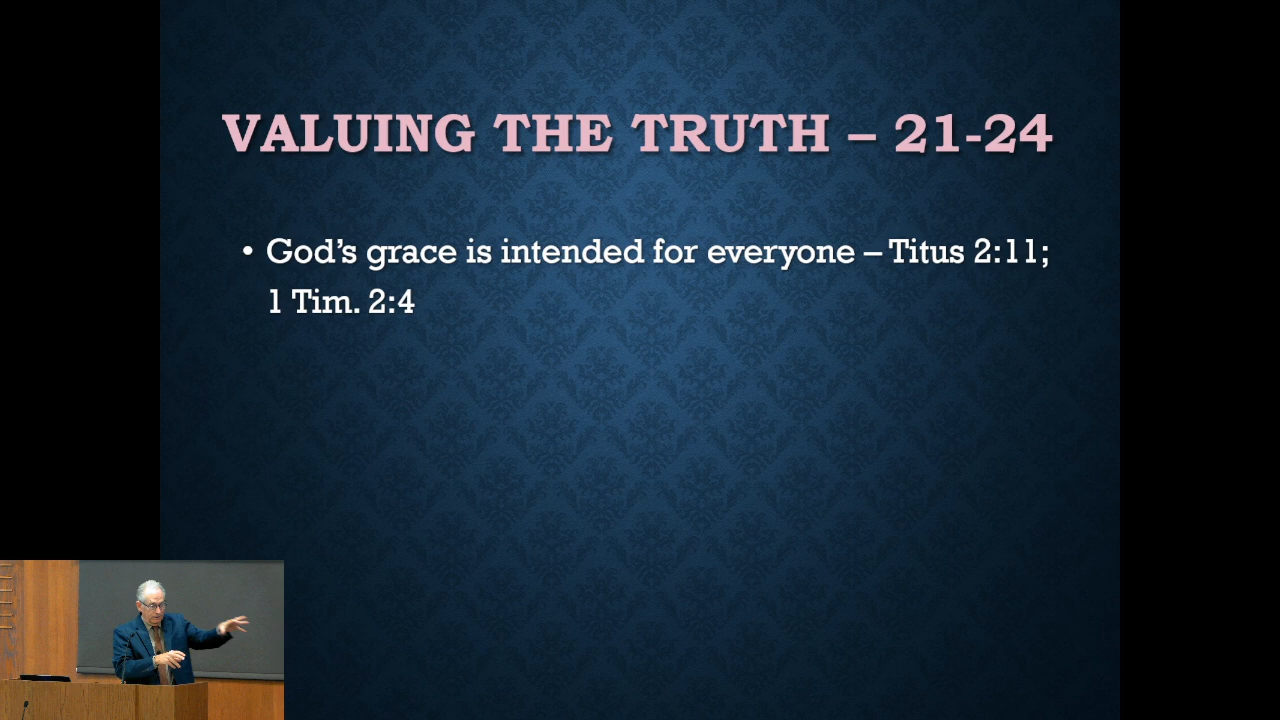 VALUING THE TRUTH – 21-24
• God's grace is intended for everyone – Titus 2:11;
1 Tim. 2:4